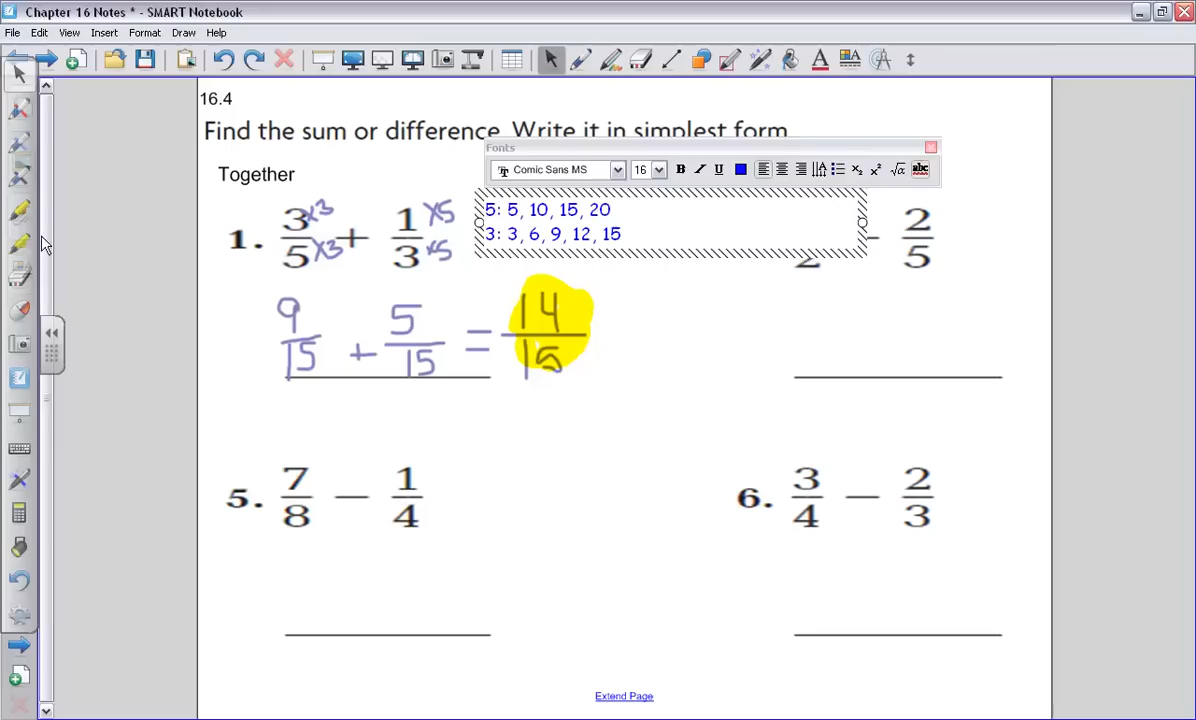 Chapter 16 Notes * - SMART Notebook
File Edit View Insert Format Draw Help
16.4
Find the sum or difference. Write it in simplest form
Fonts
Together
Comic Sans MS 16 B I U abc
5: 5, 10, 15, 20
3: 3, 6, 9, 12, 15
1. 3/5 x3 x3 + 1/3 x5 x5
- 2/5
9/15 + 5/15 = 14/15
5. 7/8 - 1/4
6. 3/4 - 2/3
Extend Page